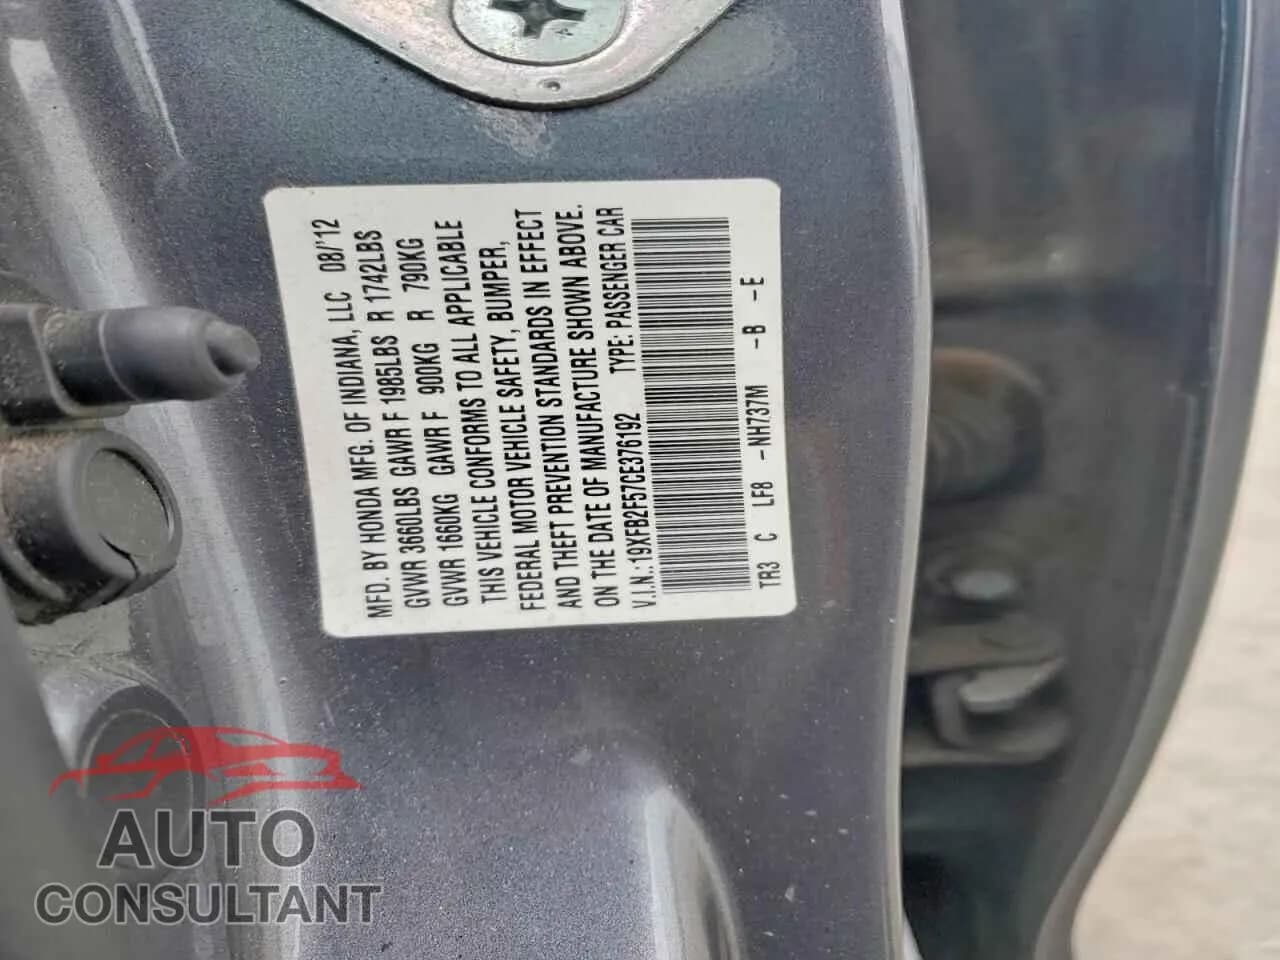 MFD. BY HONDA MFG. OF INDIANA, LLC 08/'12
GVWR 3660LBS GAWR F 1985LBS R 1742LBS
GVWR 1660KG GAWR F 900KG R 790KG
THIS VEHICLE CONFORMS TO ALL APPLICABLE
FEDERAL MOTOR VEHICLE SAFETY, BUMPER,
AND THEFT PREVENTION STANDARDS IN EFFECT
ON THE DATE OF MANUFACTURE SHOWN ABOVE.
V.I.N.:19XFB2F57CE376192 TYPE: PASSENGER CAR
TR3 C LF8 -NH737M -B -E
AUTO
CONSULTANT